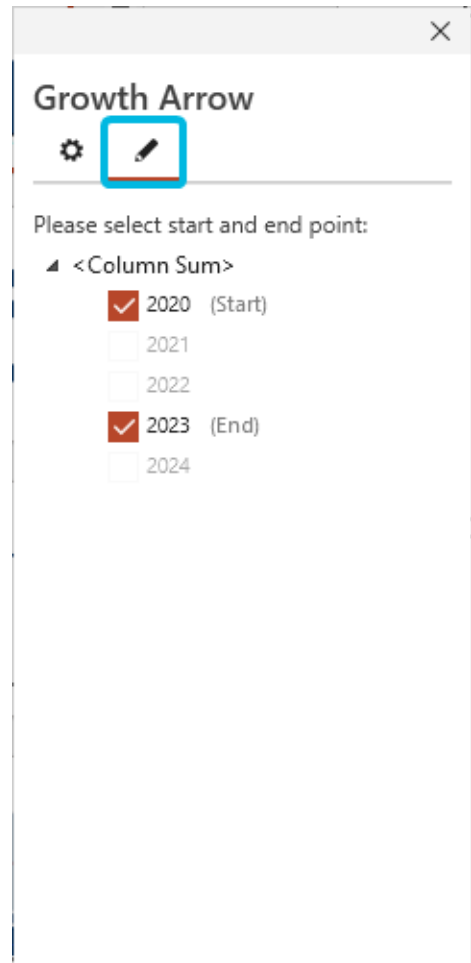 Growth Arrow
Please select start and end point:
<Column Sum>
2020 (Start)
2021
2022
2023 (End)
2024